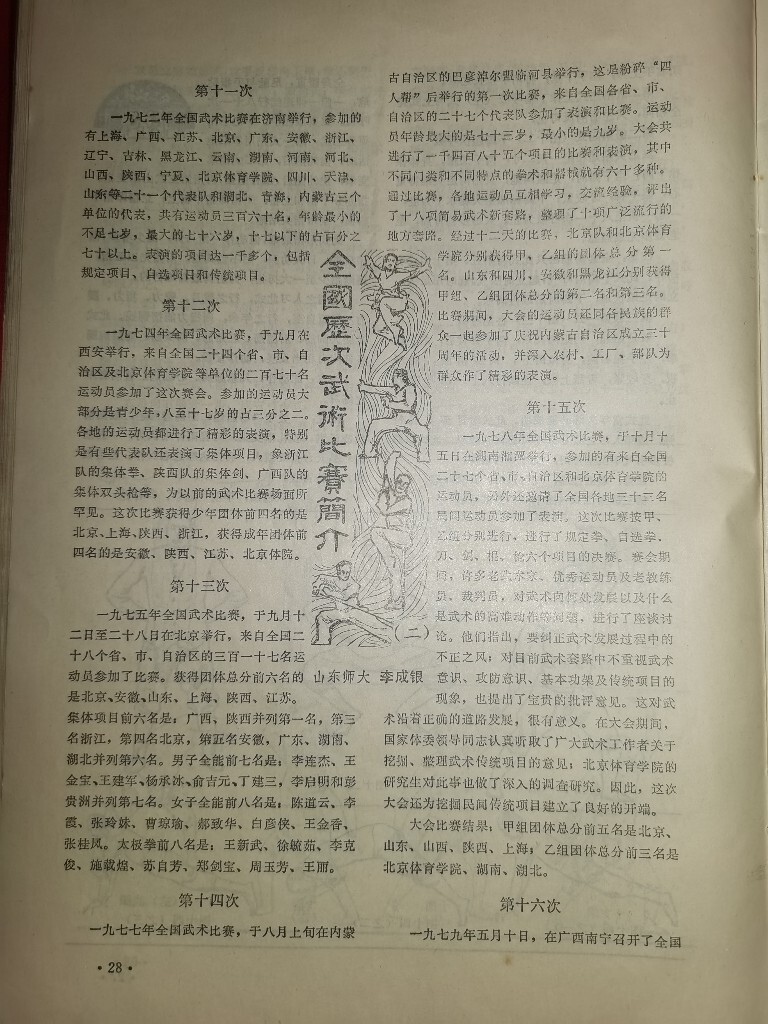 第十一次
一九七二年全国武术比赛在济南举行，参加的
有上海、广西、江苏、北京、广东、安徽、浙江、
辽宁、吉林、黑龙江、云南、湖南、河南、河北、
山西、陕西、宁夏、北京体育学院、四川、天津、
山东等二十一个代表队和湖北、青海，内蒙古三个
单位的代表，共有运动员三百六十名，年龄最小的
不足七岁，最大的七十六岁，十七以下的占百分之
七十以上。表演的项目达一千多个，包括
规定项目、自选项目和传统项目。
第十二次
一九七四年全国武术比赛，于九月在
西安举行，来自全国二十四个省、市、自
治区及北京体育学院等单位的二百七十名
运动员参加了这次赛会。参加的运动员大
部分是青少年，八至十七岁的占三分之二。
各地的运动员都进行了精彩的表演，特别
是有些代表队还表演了集体项目，象浙江
队的集体拳、陕西队的集体剑、广西队的
集体双头枪等，为以前的武术比赛场面所
罕见。这次比赛获得少年团体前四名的是
北京、上海、陕西、浙江，获得成年团体前
四名的是安徽、陕西、江苏、北京体院。
第十三次
一九七五年全国武术比赛，于九月十
二日至二十八日在北京举行，来自全国二
十八个省、市、自治区的三百一十七名运
动员参加了比赛。获得团体总分前六名的
是北京、安徽、山东、上海、陕西、江苏。
集体项目前六名是：广西、陕西并列第一名，第三
名浙江，第四名北京，第五名安徽，广东、湖南、
湖北并列第六名。男子全能前七名是：李连杰、王
金宝、王建军、杨承冰、俞吉元、丁建三，李启明和彭
贵洲并列第七名。女子全能前八名是：陈道云、李
霞、张玲妹、曹琼瑜、郝致华、白彦侠、王金香、
张桂凤。太极拳前八名是：王新武、徐毓茹、李克
俊、施载煌、苏自芳、郑剑宝、周玉芳、王丽。
第十四次
一九七七年全国武术比赛，于八月上旬在内蒙
·28·
全國歷次武術比賽簡介
（二）
山东师大 李成银
古自治区的巴彦淖尔盟临河县举行，这是粉碎“四
人帮”后举行的第一次比赛，来自全国各省、市、
自治区的二十七个代表队参加了表演和比赛。运动
员年龄最大的是七十三岁，最小的是九岁。大会共
进行了一千四百八十五个项目的比赛和表演，其中
不同门类和不同特点的拳术和器械就有六十多种。
通过比赛，各地运动员互相学习，交流经验，评出
了十八项简易武术新套路，整理了十项广泛流行的
地方套路。经过十二天的比赛，北京队和北京体育
学院分别获得甲、乙组的团体总分第一
名。山东和四川、安徽和黑龙江分别获得
甲组、乙组团体总分的第二名和第三名。
比赛期间，大会的运动员还同各民族的群
众一起参加了庆祝内蒙古自治区成立三十
周年的活动，并深入农村、工厂、部队为
群众作了精彩的表演。
第十五次
一九七八年全国武术比赛，于十月十
五日在湖南湘潭举行，参加的有来自全国
二十七个省、市、自治区和北京体育学院的
运动员，另外还邀请了全国各地三十三名
民间运动员参加了表演。这次比赛按甲、
乙组分别进行，进行了规定拳、自选拳、
刀、剑、棍、枪六个项目的决赛。赛会期
间，许多老武术家、优秀运动员及老教练
员、裁判员，对武术向何处发展以及什么
是武术的高难动作等问题，进行了座谈讨
论。他们指出，要纠正武术发展过程中的
不正之风；对目前武术套路中不重视武术
意识、攻防意识、基本功架及传统项目的
现象，也提出了宝贵的批评意见。这对武
术沿着正确的道路发展，很有意义。在大会期间，
国家体委领导同志认真听取了广大武术工作者关于
挖掘、整理武术传统项目的意见；北京体育学院的
研究生对此事也做了深入的调查研究。因此，这次
大会还为挖掘民间传统项目建立了良好的开端。
大会比赛结果：甲组团体总分前五名是北京、
山东、山西、陕西、上海；乙组团体总分前三名是
北京体育学院、湖南、湖北。
第十六次
一九七九年五月十日，在广西南宁召开了全国